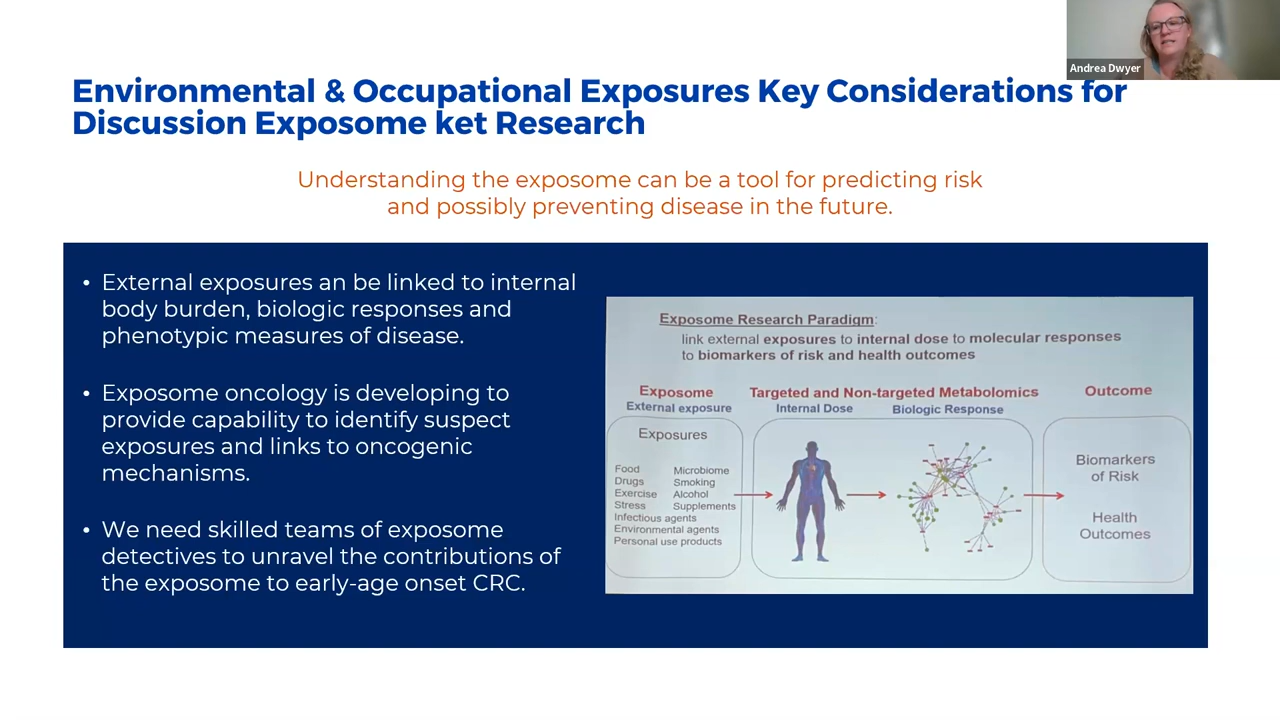 Andrea Dwyer
Environmental & Occupational Exposures Key Considerations for
Discussion Exposome ket Research
Understanding the exposome can be a tool for predicting risk
and possibly preventing disease in the future.
• External exposures an be linked to internal
body burden, biologic responses and
phenotypic measures of disease.
• Exposome oncology is developing to
provide capability to identify suspect
exposures and links to oncogenic
mechanisms.
• We need skilled teams of exposome
detectives to unravel the contributions of
the exposome to early-age onset CRC.
Exposome Research Paradigm:
link external exposures to internal dose to molecular responses
to biomarkers of risk and health outcomes
Exposome
External exposure
Exposures
Food Microbiome
Drugs Smoking
Exercise Alcohol
Stress Supplements
Infectious agents
Environmental agents
Personal use products
Targeted and Non-targeted Metabolomics
Internal Dose Biologic Response
Outcome
Biomarkers
of Risk
Health
Outcomes